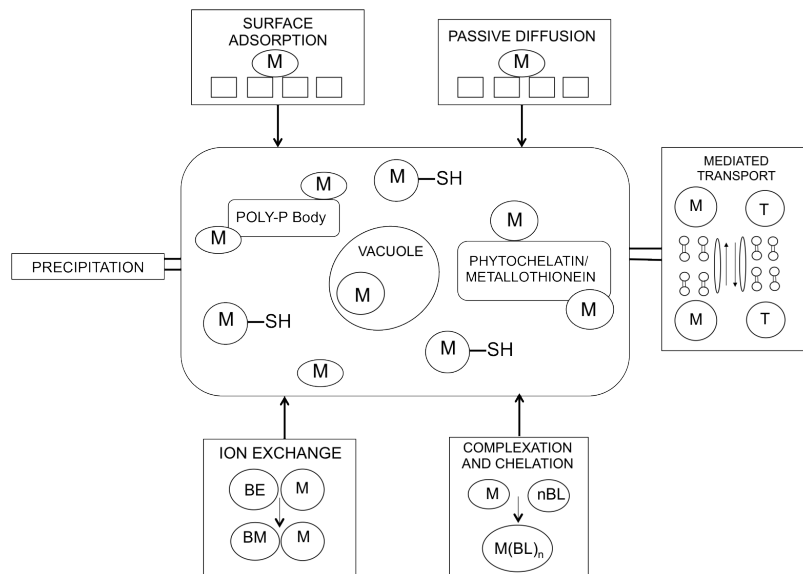 SURFACE
ADSORPTION
M
PASSIVE DIFFUSION
M
MEDIATED
TRANSPORT
M
T
M
T
M
POLY-P Body
M
M–SH
M
PHYTOCHELATIN/
METALLOTHIONEIN
M
VACUOLE
M
PRECIPITATION
M–SH
M
M–SH
ION EXCHANGE
BE M
BM M
COMPLEXATION
AND CHELATION
M nBL
M(BL)n